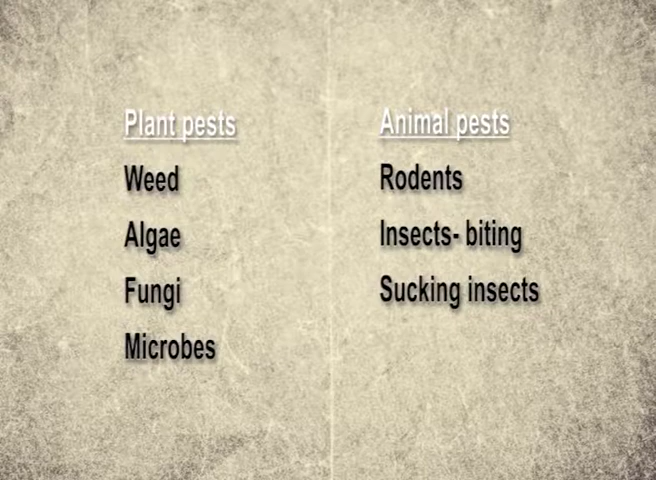 Plant pests
Weed
Algae
Fungi
Microbes
Animal pests
Rodents
Insects- biting
Sucking insects